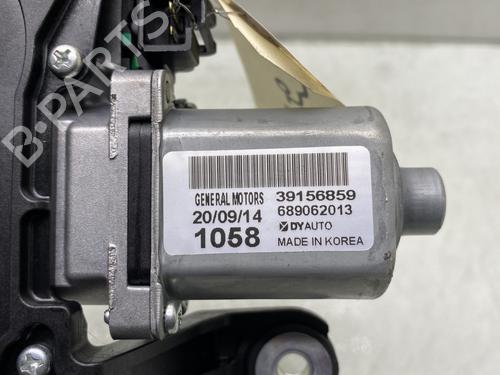 B-PARTS
GENERAL MOTORS 39156859
20/09/14 689062013
1058 DYAUTO
MADE IN KOREA